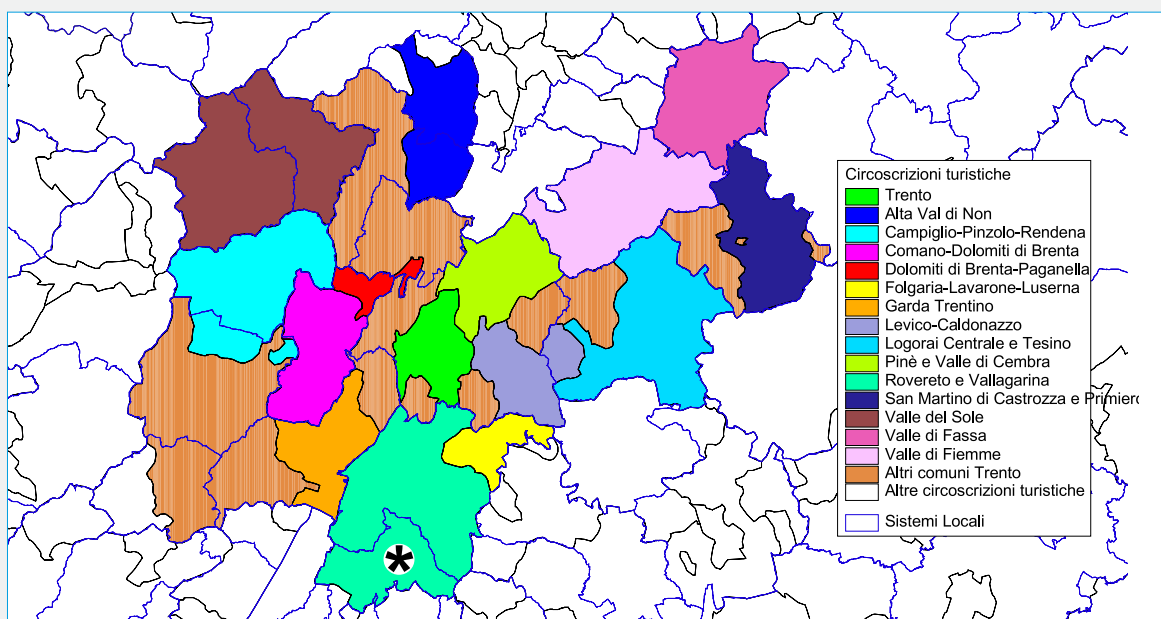 Circoscrizioni turistiche
Trento
Alta Val di Non
Campiglio-Pinzolo-Rendena
Comano-Dolomiti di Brenta
Dolomiti di Brenta-Paganella
Folgaria-Lavarone-Luserna
Garda Trentino
Levico-Caldonazzo
Logorai Centrale e Tesino
Pinè e Valle di Cembra
Rovereto e Vallagarina
San Martino di Castrozza e Primiero
Valle del Sole
Valle di Fassa
Valle di Fiemme
Altri comuni Trento
Altre circoscrizioni turistiche
Sistemi Locali
*